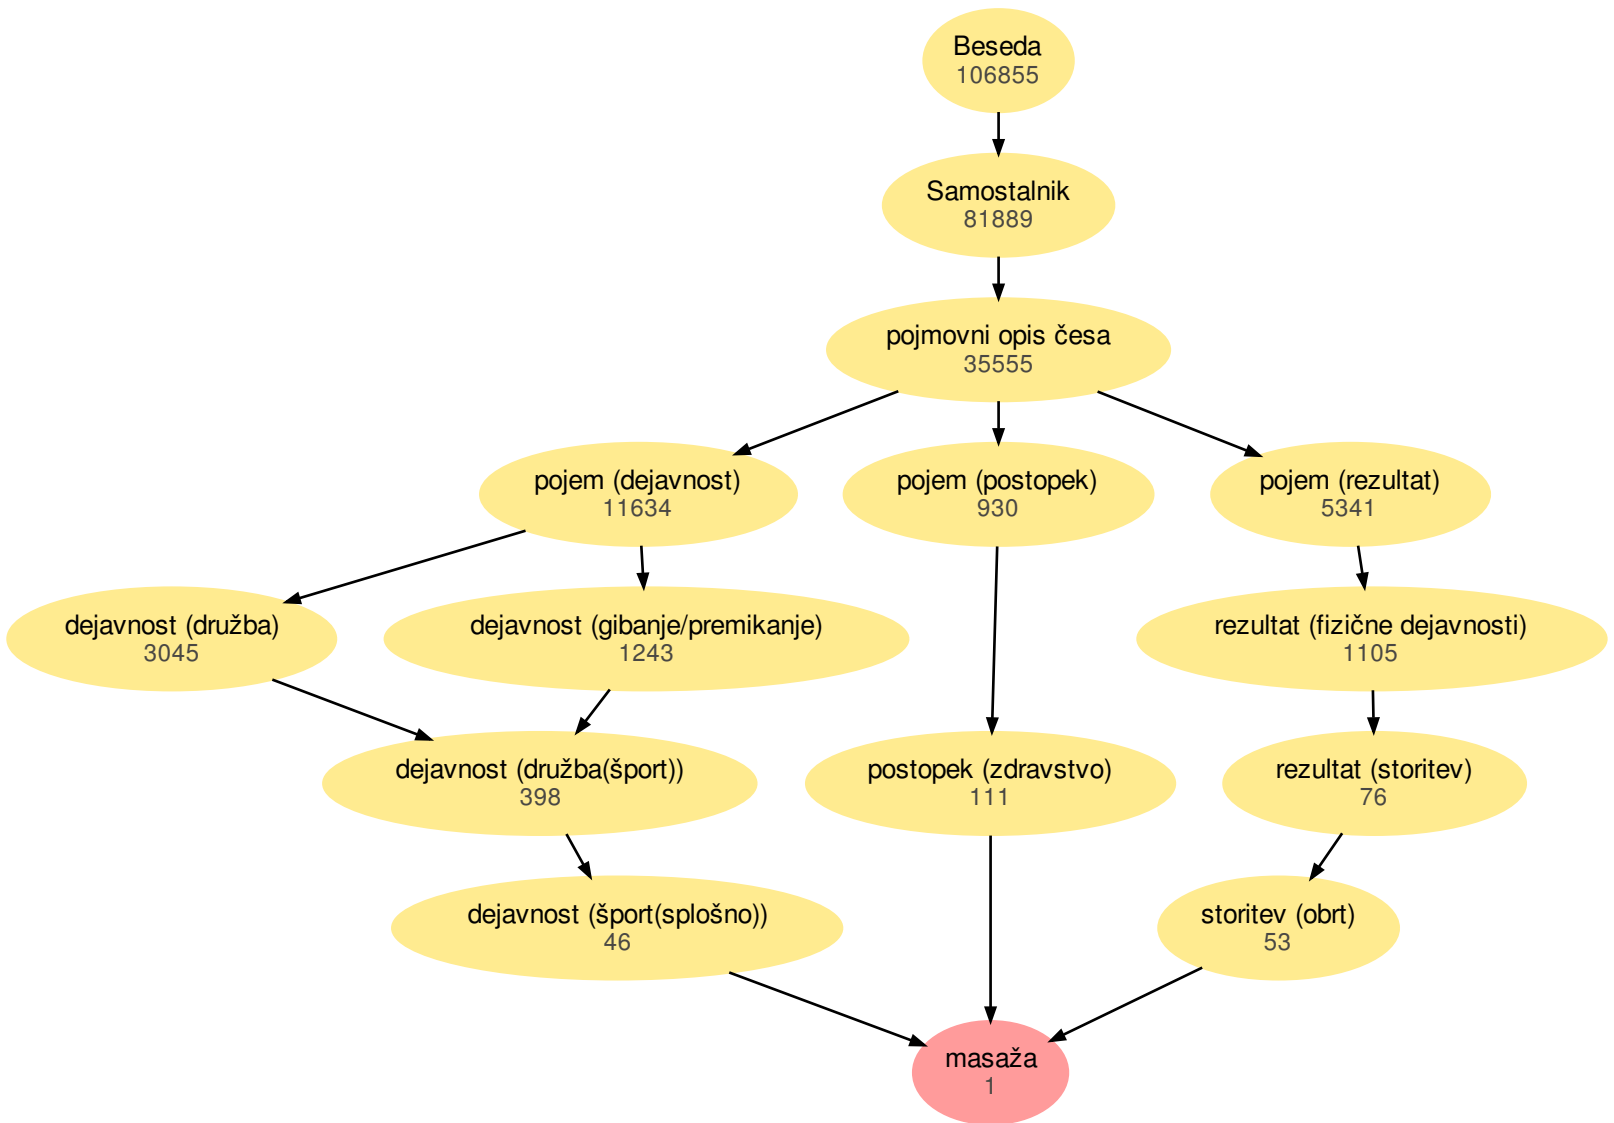 Beseda
106855
Samostalnik
81889
pojmovni opis česa
35555
pojem (dejavnost)
11634
pojem (postopek)
930
pojem (rezultat)
5341
dejavnost (družba)
3045
dejavnost (gibanje/premikanje)
1243
rezultat (fizične dejavnosti)
1105
dejavnost (družba(šport))
398
postopek (zdravstvo)
111
rezultat (storitev)
76
dejavnost (šport(splošno))
46
storitev (obrt)
53
masaža
1